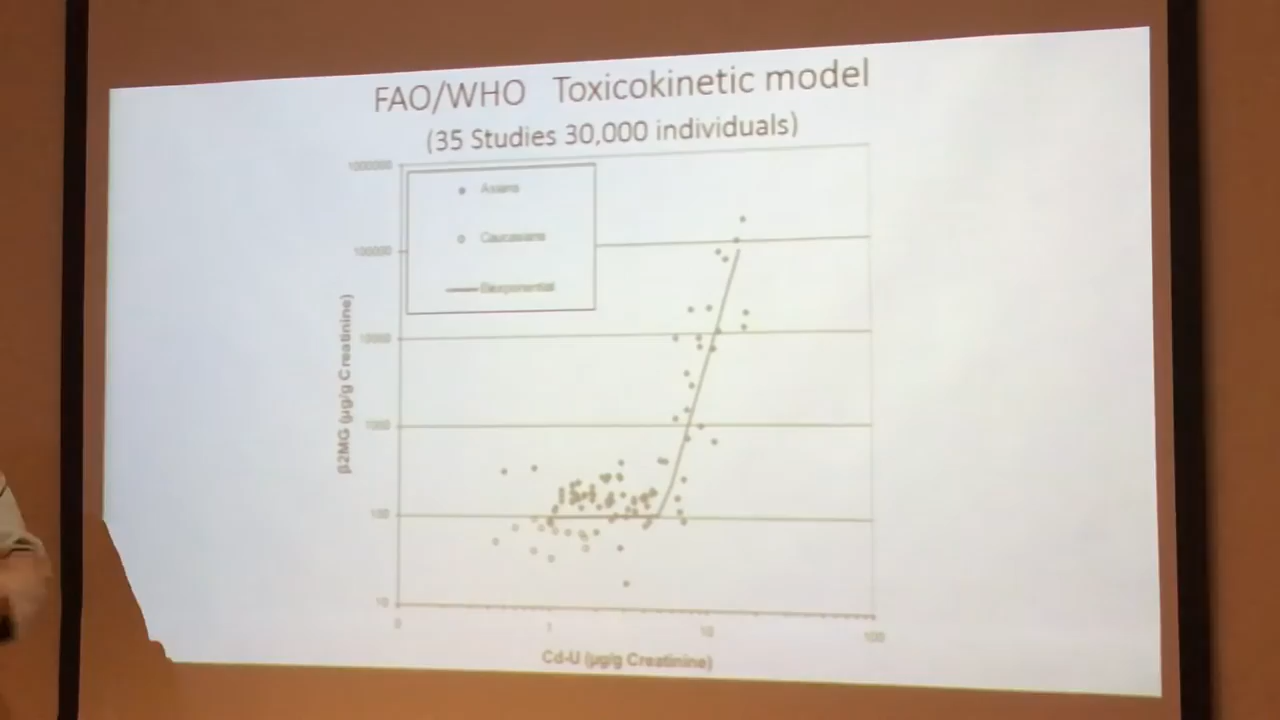 FAO/WHO Toxicokinetic model
(35 Studies 30,000 individuals)
1000000
Asians
Caucasians
100000
Biexponential
β2MG (µg/g Creatinine)
10000
1000
100
10
0
1
10
100
Cd-U (µg/g Creatinine)